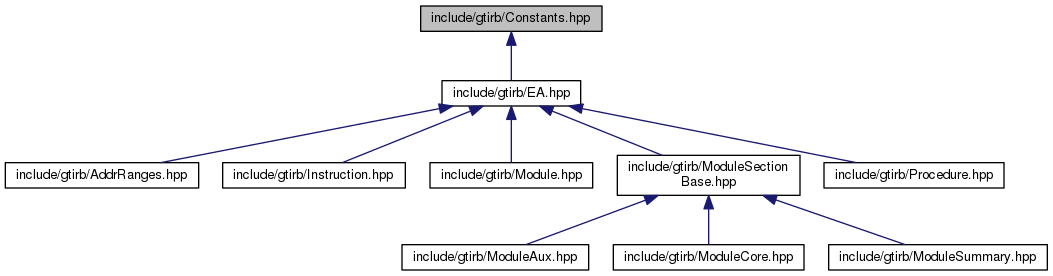 include/gtirb/Constants.hpp
include/gtirb/EA.hpp
include/gtirb/AddrRanges.hpp
include/gtirb/Instruction.hpp
include/gtirb/Module.hpp
include/gtirb/ModuleSection
Base.hpp
include/gtirb/Procedure.hpp
include/gtirb/ModuleAux.hpp
include/gtirb/ModuleCore.hpp
include/gtirb/ModuleSummary.hpp